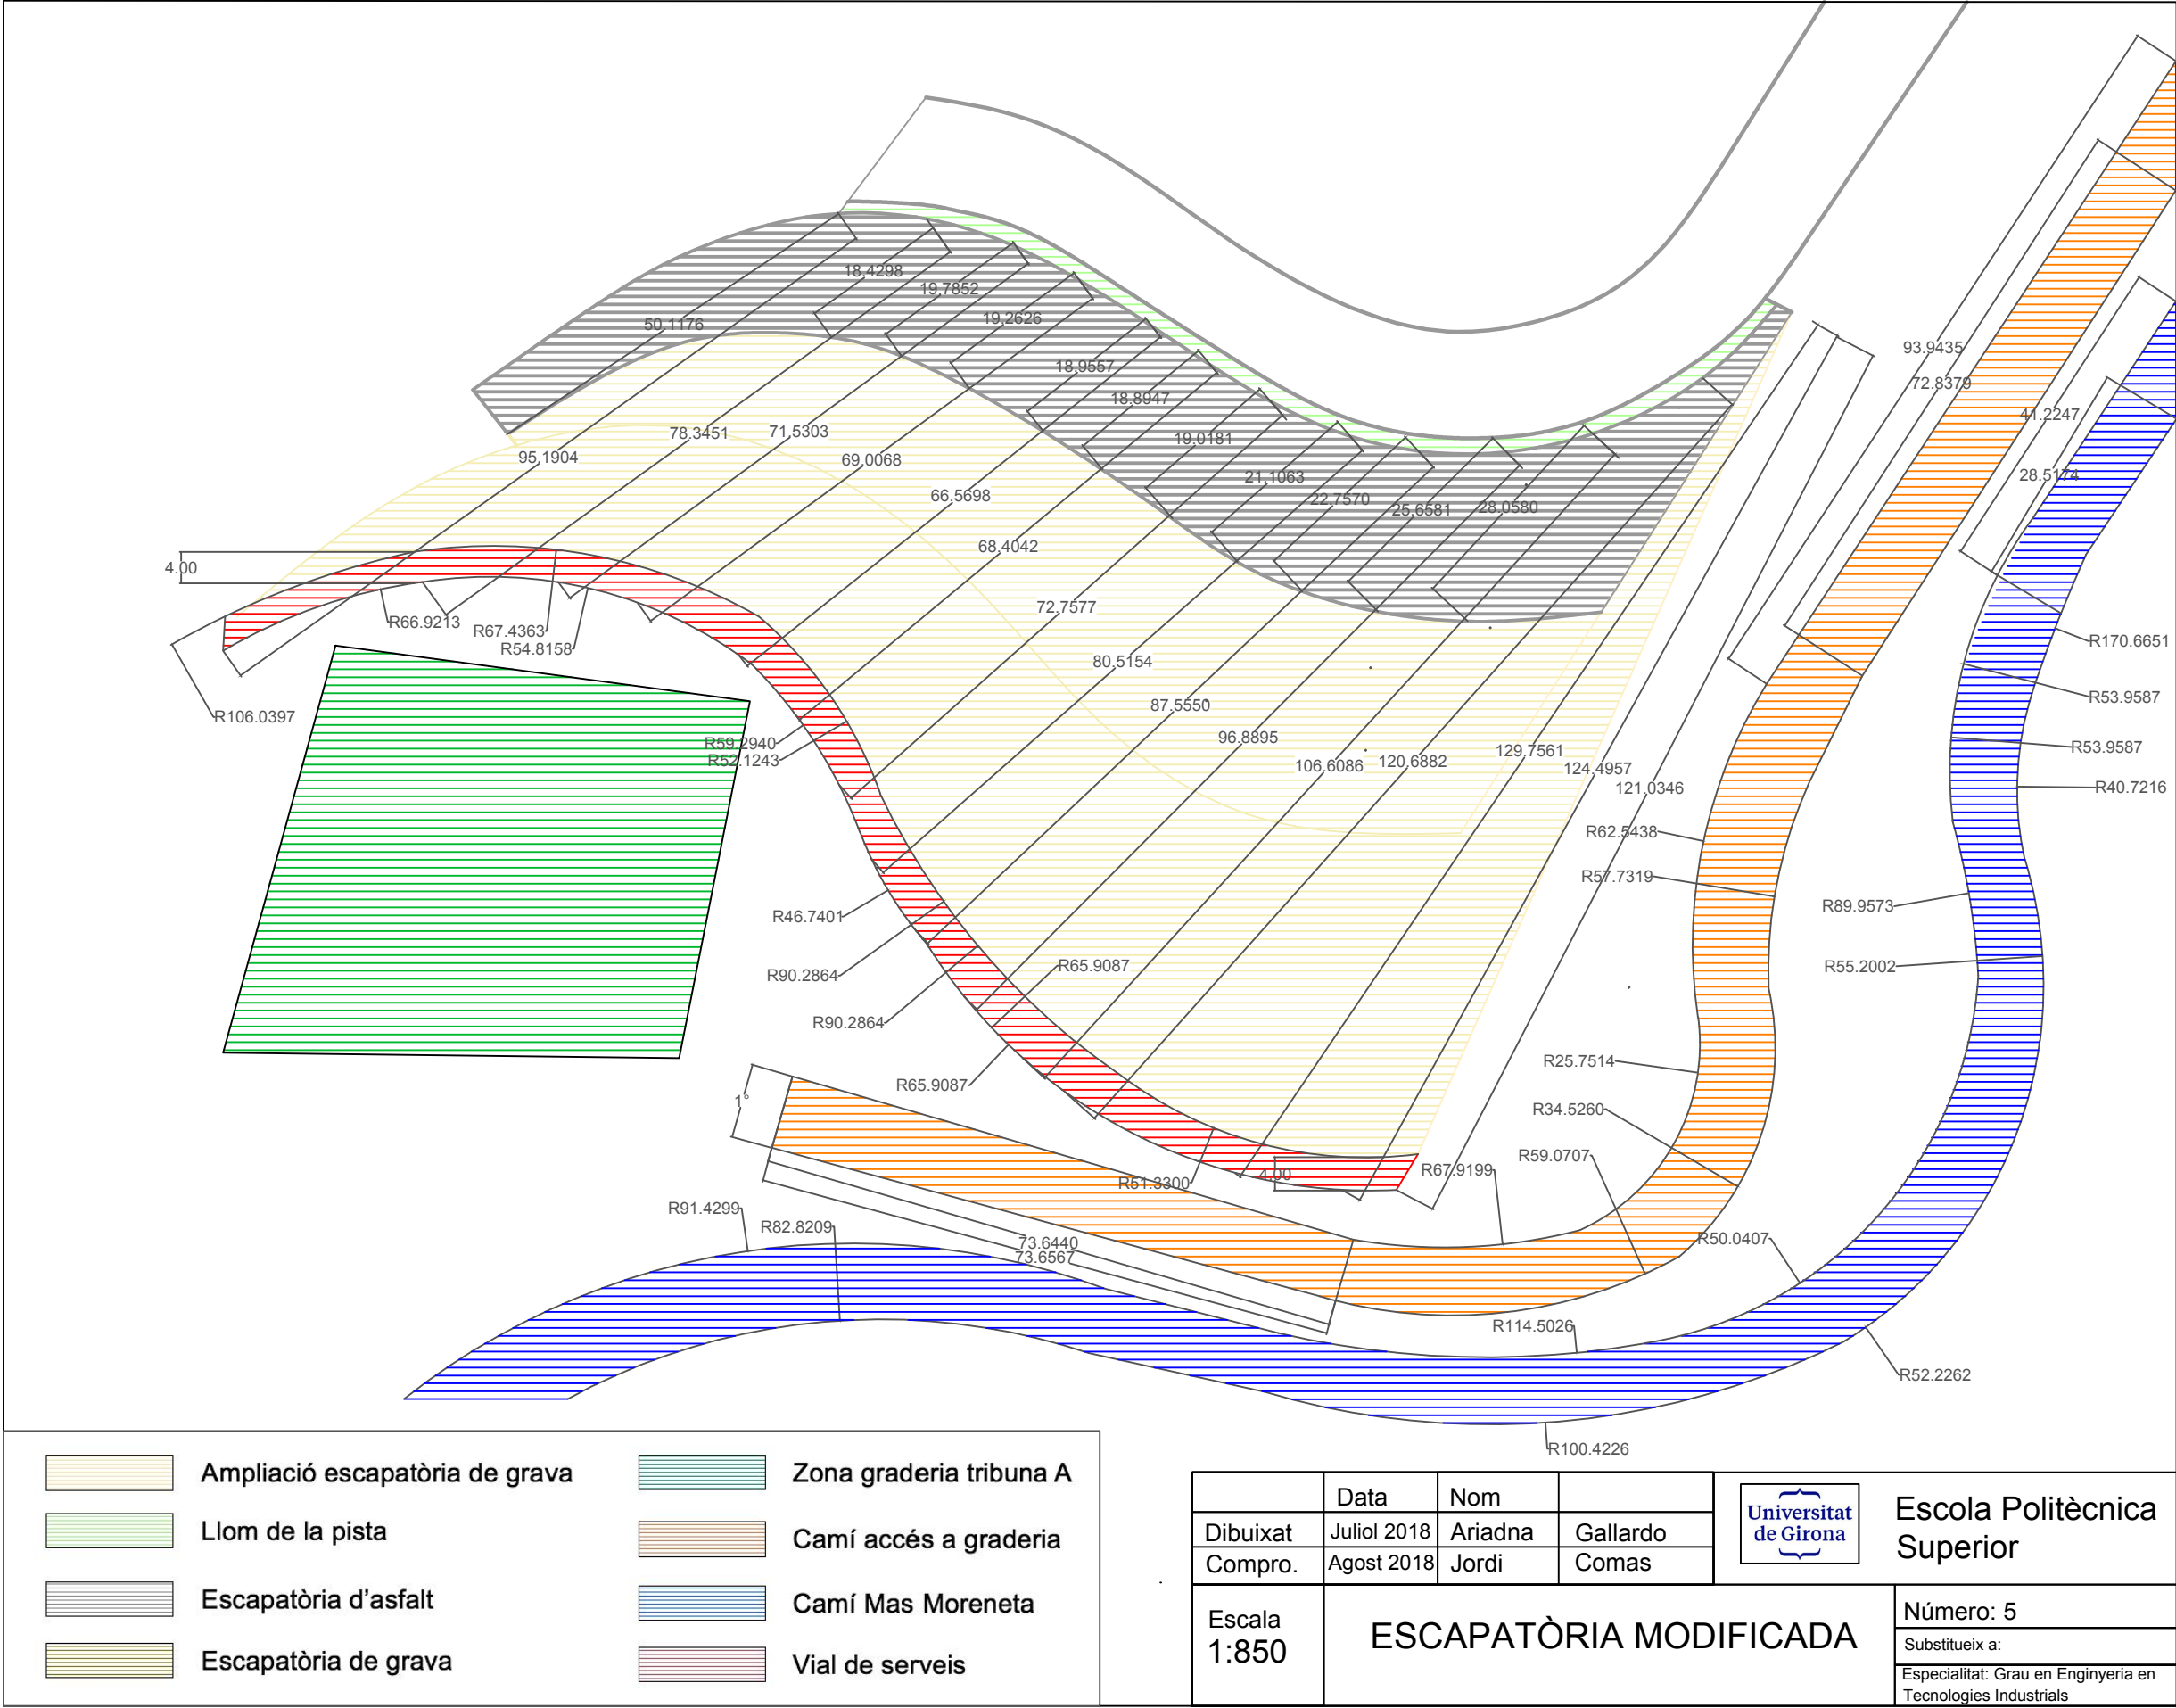 18,4298
19,7852
19,2626
50,1176
18,9557
18,8947
19,0181
21,1063
22,7570
25,6581
28,0580
93.9435
72.8379
41.2247
28.5174
95.1904
78.3451
71.5303
69.0068
66.5698
68.4042
72.7577
80.5154
87.5550
96.8895
106.6086
120.6882
129.7561
124.4957
121.0346
4.00
R66.9213
R67.4363
R54.8158
R106.0397
R59.2940
R52.1243
R170.6651
R53.9587
R53.9587
R40.7216
R62.5438
R57.7319
R89.9573
R55.2002
R46.7401
R90.2864
R90.2864
R65.9087
R65.9087
R25.7514
R34.5260
R59.0707
R67.9199
R51.3300
4.00
1°
R91.4299
R82.8209
73.6440
73.6567
R50.0407
R114.5026
R52.2262
R100.4226
Ampliació escapatòria de grava
Llom de la pista
Escapatòria d'asfalt
Escapatòria de grava
Zona graderia tribuna A
Camí accés a graderia
Camí Mas Moreneta
Vial de serveis
Data Nom
Dibuixat Juliol 2018 Ariadna Gallardo
Compro. Agost 2018 Jordi Comas
Universitat
de Girona
Escola Politècnica
Superior
Escala
1:850
ESCAPATÒRIA MODIFICADA
Número: 5
Substitueix a:
Especialitat: Grau en Enginyeria en
Tecnologies Industrials